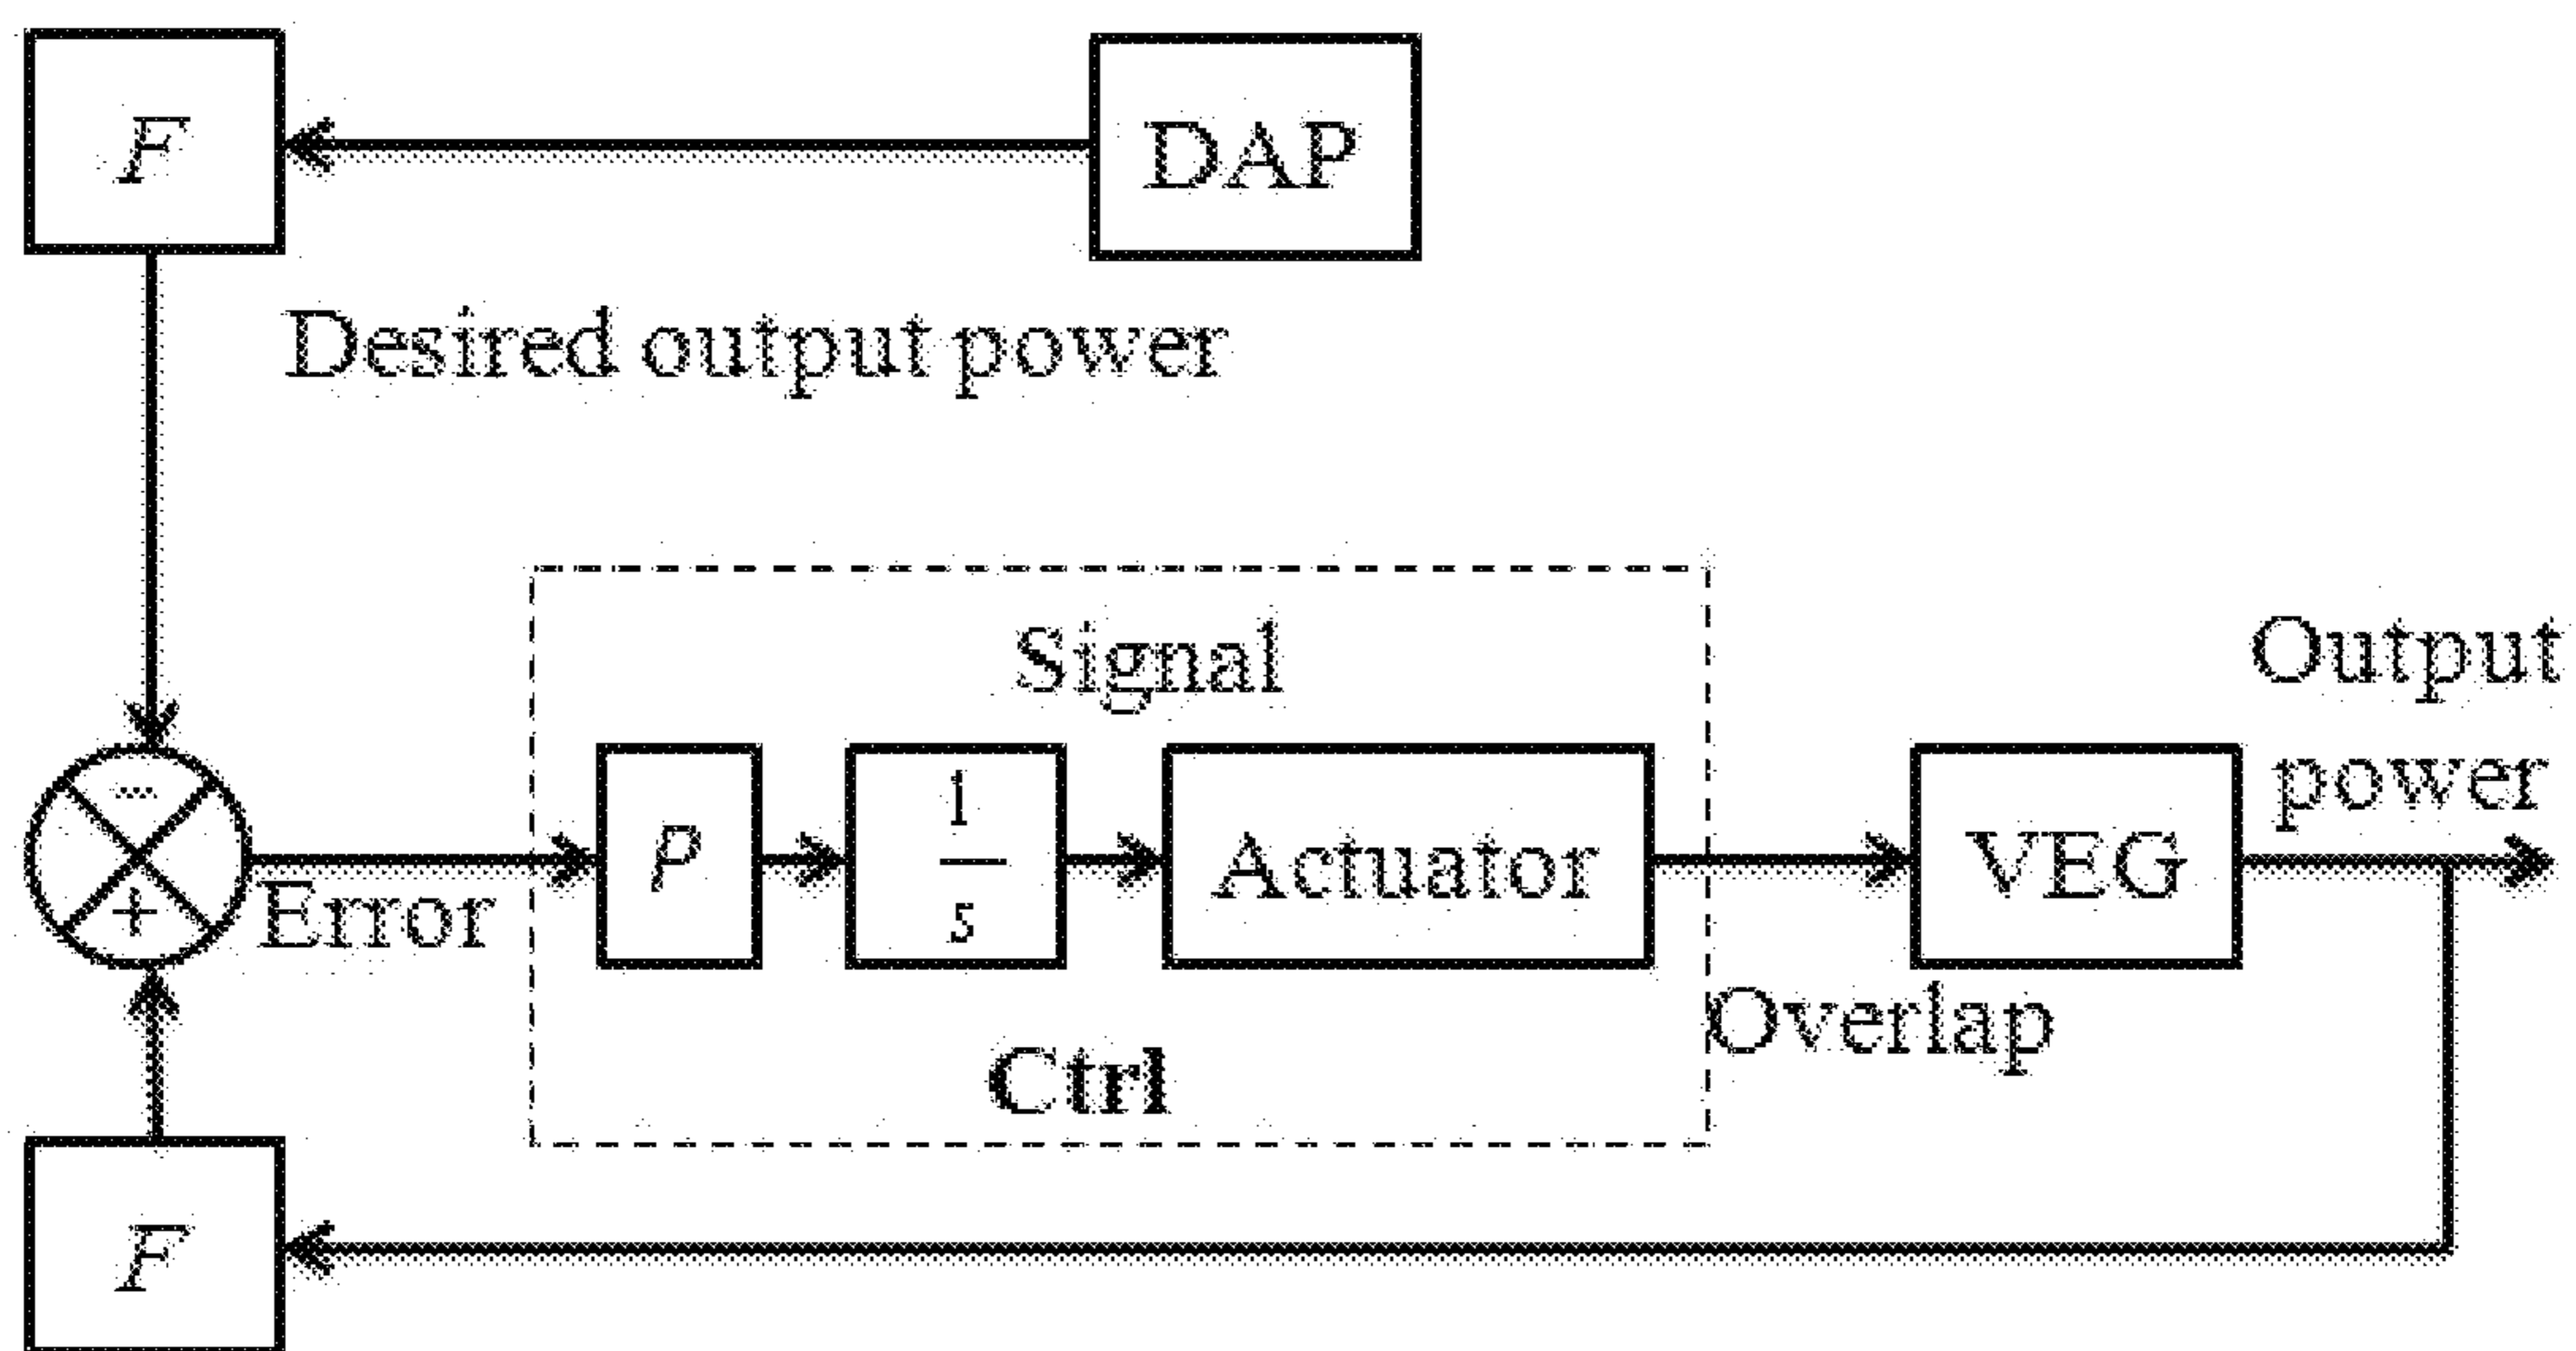 F
DAP
Desired output power
Signal
Output
power
...
+
Error
P
1
s
Actuator
VEG
Overlap
Ctrl
F